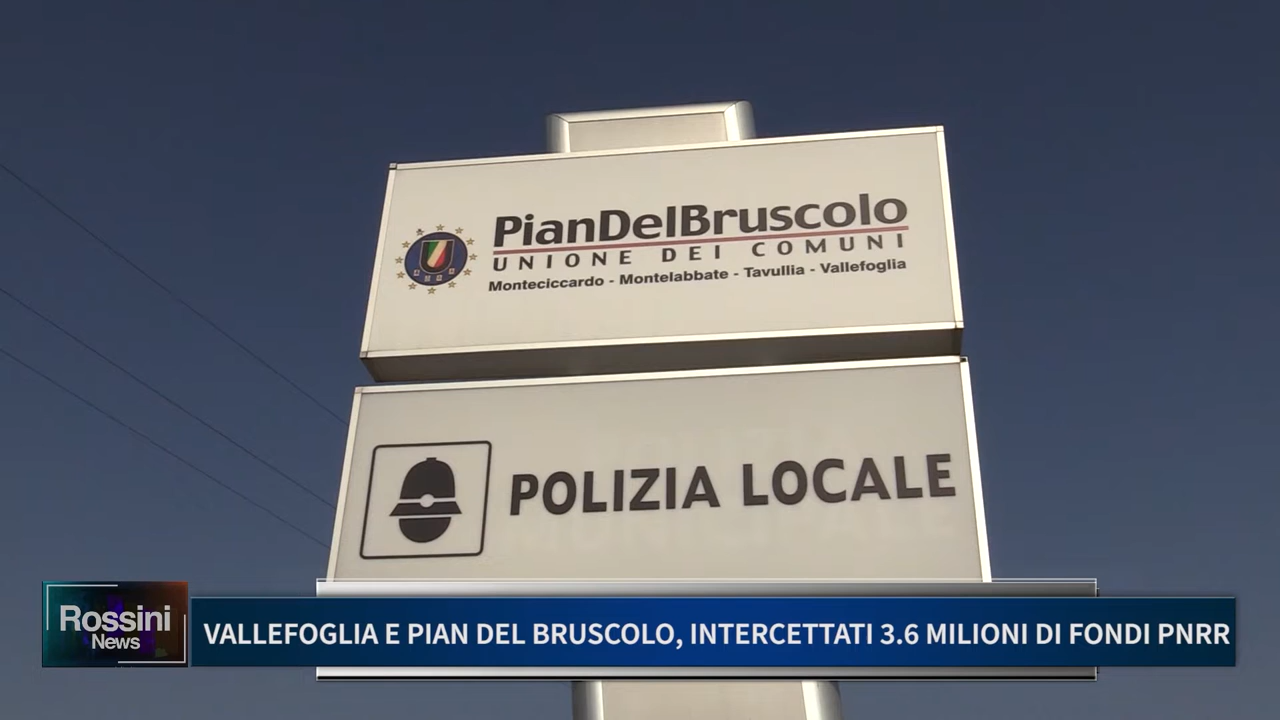 PianDelBruscolo
UNIONE DEI COMUNI
Monteciccardo - Montelabbate - Tavullia - Vallefoglia
POLIZIA LOCALE
Rossini
News
VALLEFOGLIA E PIAN DEL BRUSCOLO, INTERCETTATI 3.6 MILIONI DI FONDI PNRR